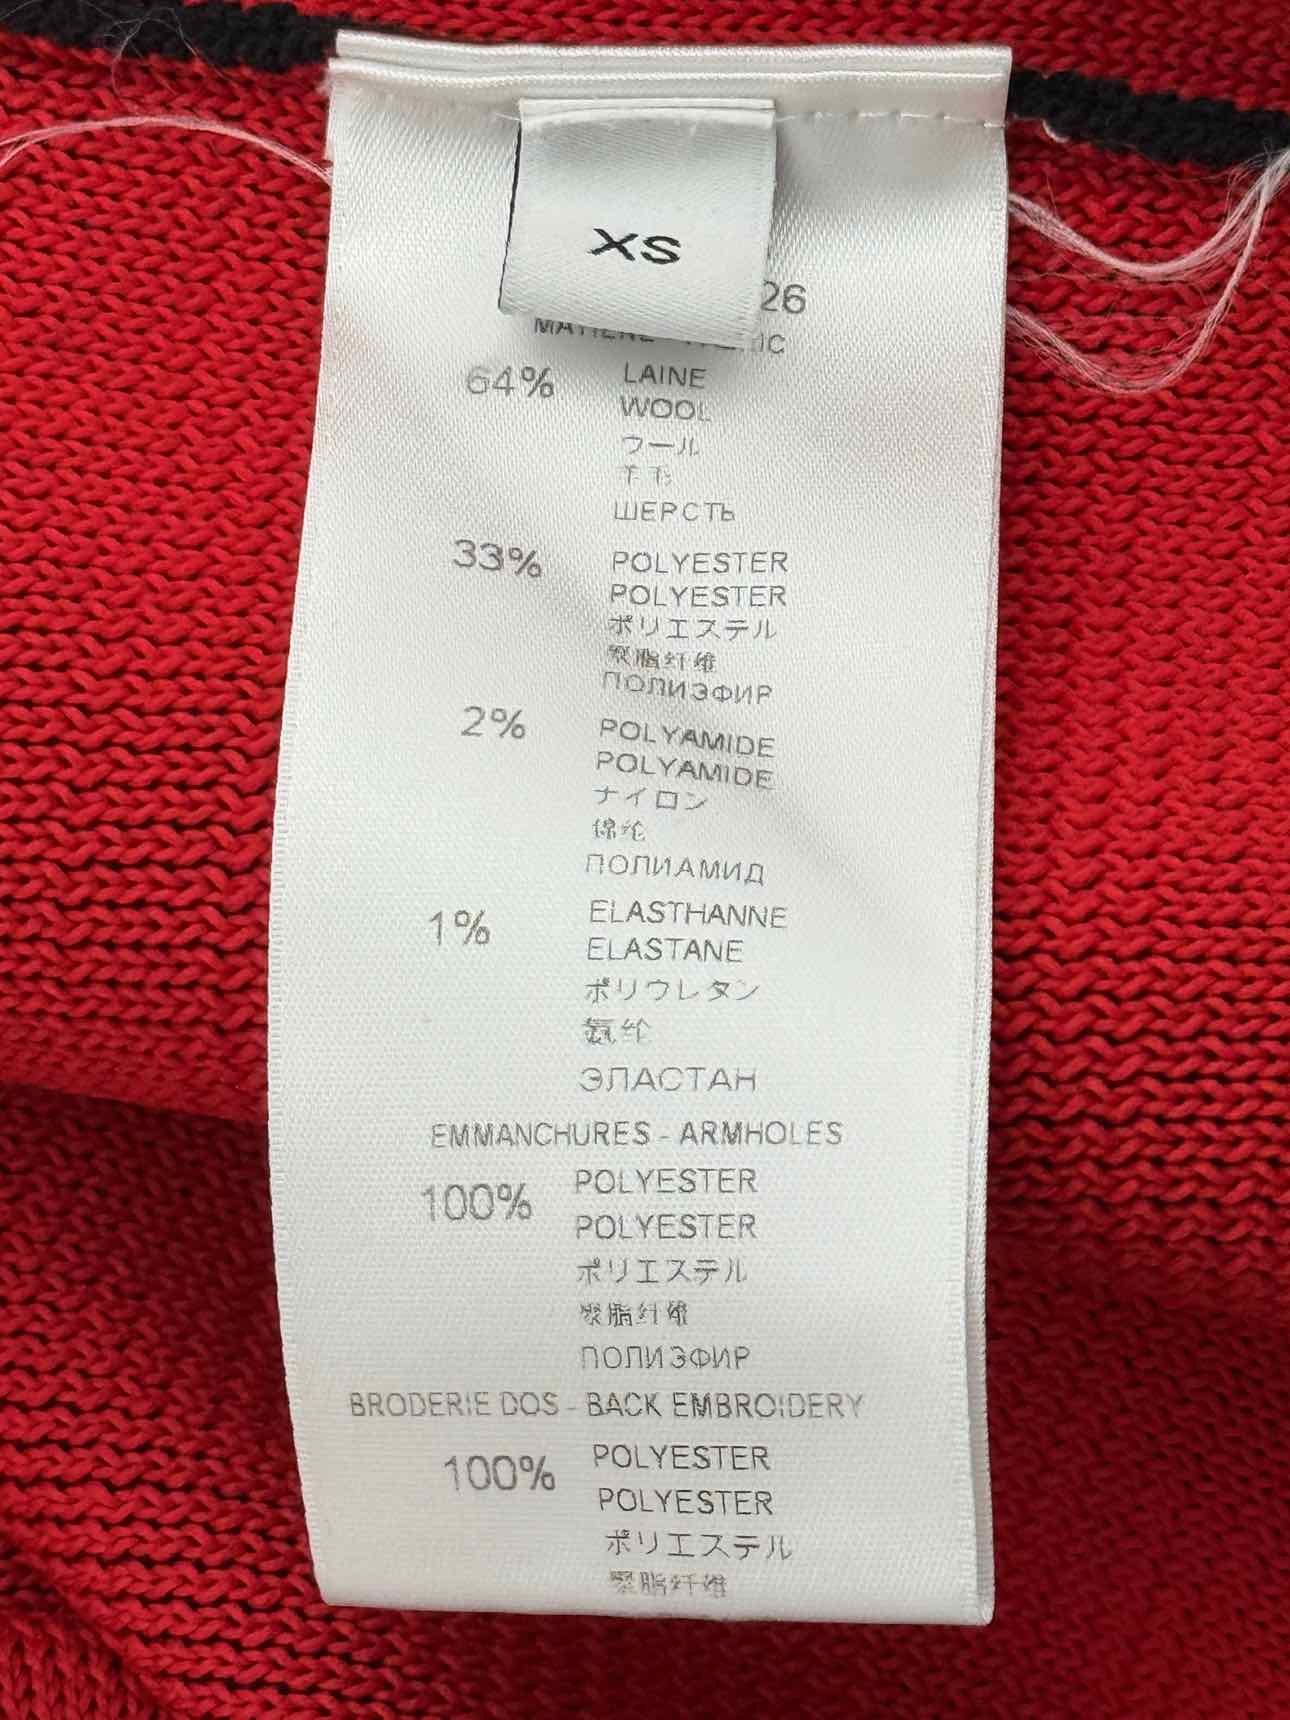 XS
26
64% LAINE
WOOL
ウール
羊毛
ШЕРСТЬ
33% POLYESTER
POLYESTER
ポリエステル
聚脂纤维
ПОЛИЭФИР
2% POLYAMIDE
POLYAMIDE
ナイロン
锦纶
ПОЛИАМИД
1% ELASTHANNE
ELASTANE
ポリウレタン
氨纶
ЭЛАСТАН
EMMANCHURES - ARMHOLES
100% POLYESTER
POLYESTER
ポリエステル
聚脂纤维
ПОЛИЭФИР
BRODERIE DOS - BACK EMBROIDERY
100% POLYESTER
POLYESTER
ポリエステル
聚脂纤维